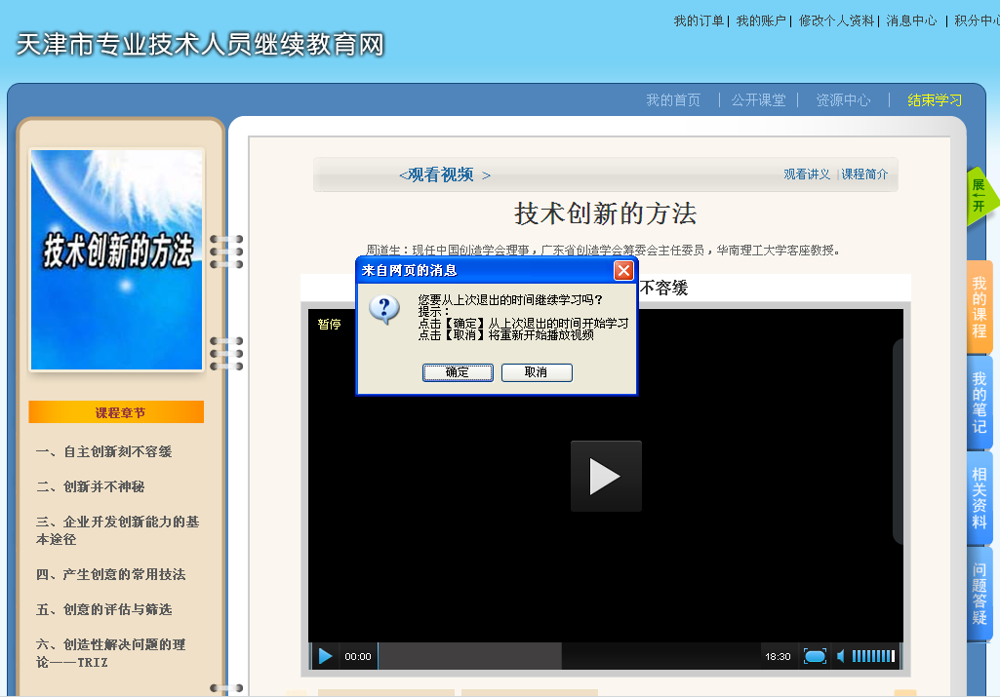 我的订单| 我的账户| 修改个人资料| 消息中心 | 积分中心
天津市专业技术人员继续教育网
我的首页 | 公开课堂 | 资源中心 | 结束学习
<观看视频 >
观看讲义 |课程简介
展
开
技术创新的方法
技术创新的方法
周道生：现任中国创造学会理事，广东省创造学会筹委会主任委员，华南理工大学客座教授。
来自网页的消息
不容缓
您要从上次退出的时间继续学习吗？
提示：
点击【确定】从上次退出的时间开始学习
点击【取消】将重新开始播放视频
确定
取消
暂停
00:00
18:30
课程章节
一、自主创新刻不容缓
二、创新并不神秘
三、企业开发创新能力的基
本途径
四、产生创意的常用技法
五、创意的评估与筛选
六、创造性解决问题的理
论——TRIZ
我的课程
我的笔记
相关资料
问题答疑